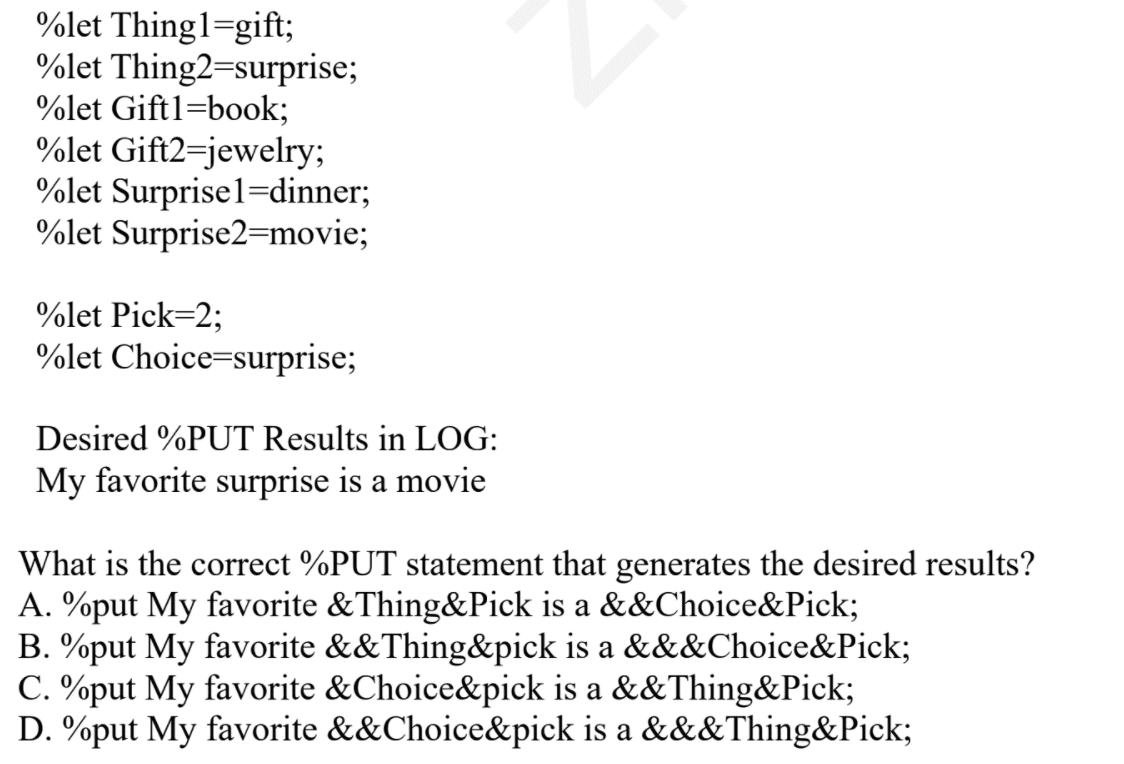 %let Thing1=gift;
%let Thing2=surprise;
%let Gift1=book;
%let Gift2=jewelry;
%let Surprise1=dinner;
%let Surprise2=movie;
%let Pick=2;
%let Choice=surprise;
Desired %PUT Results in LOG:
My favorite surprise is a movie
What is the correct %PUT statement that generates the desired results?
A. %put My favorite &Thing&Pick is a &&Choice&Pick;
B. %put My favorite &&Thing&pick is a &&&Choice&Pick;
C. %put My favorite &Choice&pick is a &&Thing&Pick;
D. %put My favorite &&Choice&pick is a &&&Thing&Pick;